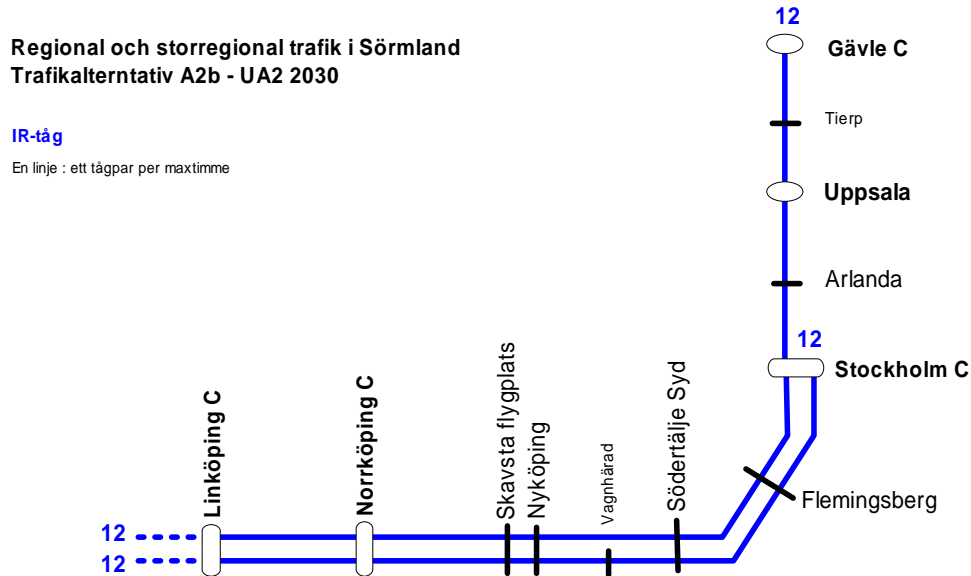 12
Regional och storregional trafik i Sörmland
Trafikalterntativ A2b - UA2 2030
Gävle C
IR-tåg
Tierp
En linje : ett tågpar per maxtimme
Uppsala
Arlanda
12
Stockholm C
Linköping C
Norrköping C
Skavsta flygplats
Nyköping
Vagnhärad
Södertälje Syd
Flemingsberg
12
12